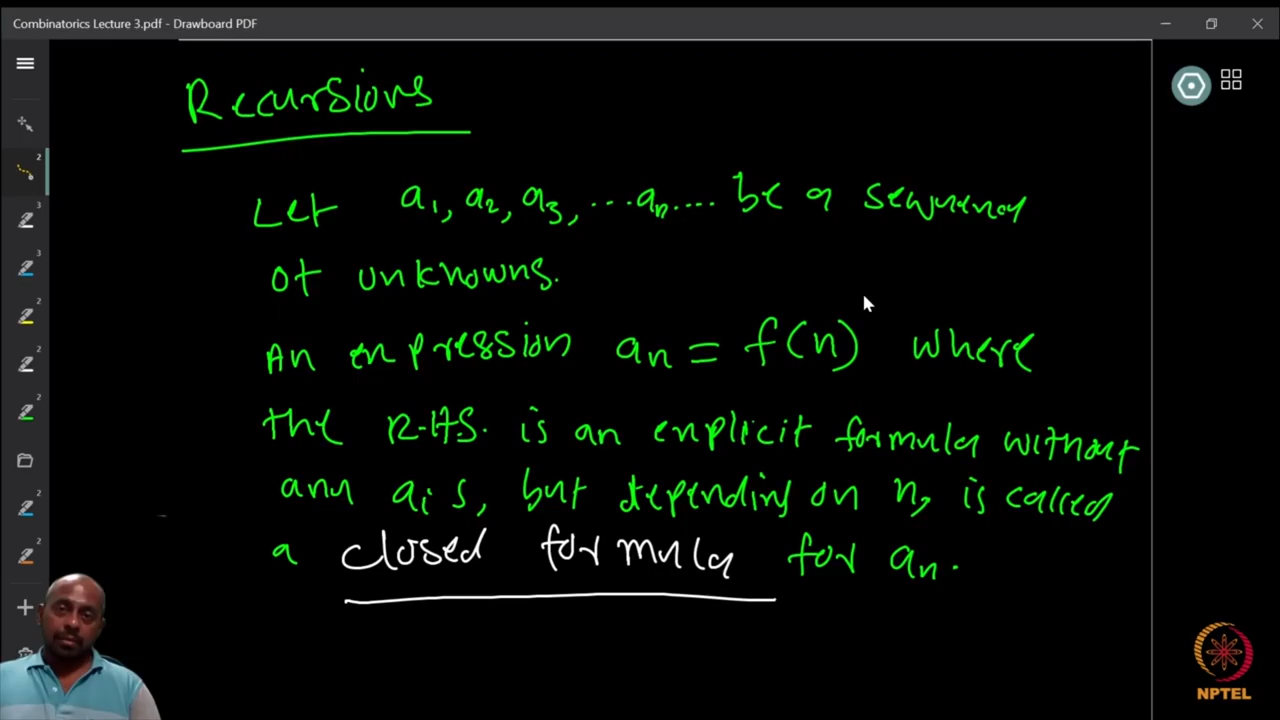 Combinatorics Lecture 3.pdf - Drawboard PDF
Recursions
Let a₁, a₂, a₃, ...aₙ.... be a sequence
of unknowns.
An expression aₙ = f(n) where
the R.H.S. is an explicit formula without
any aᵢs, but depending on n, is called
a closed formula for aₙ.
NPTEL